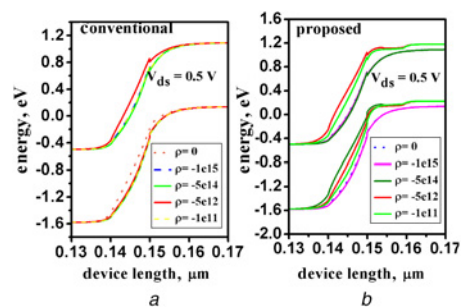 conventional
V ds = 0.5 V
ρ= 0
ρ= -1e15
ρ= -5e14
ρ= -5e12
ρ= -1e11
energy, eV
1.2
0.8
0.4
0.0
-0.4
-0.8
-1.2
-1.6
0.13 0.14 0.15 0.16 0.17
device length, μm
a
proposed
V ds = 0.5 V
ρ= 0
ρ= -1e15
ρ= -5e14
ρ= -5e12
ρ= -1e11
energy, eV
1.6
1.2
0.8
0.4
0.0
-0.4
-0.8
-1.2
-1.6
-2.0
0.13 0.14 0.15 0.16 0.17
device length, μm
b